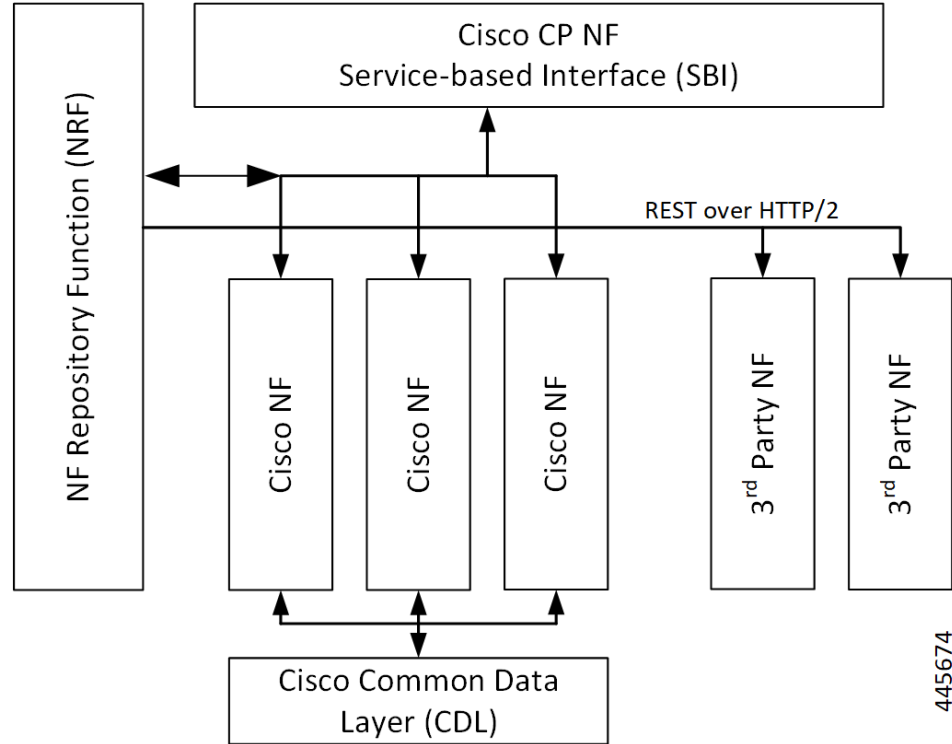 Cisco CP NF
Service-based Interface (SBI)
NF Repository Function (NRF)
REST over HTTP/2
Cisco NF
Cisco NF
Cisco NF
3rd Party NF
3rd Party NF
Cisco Common Data
Layer (CDL)
445674